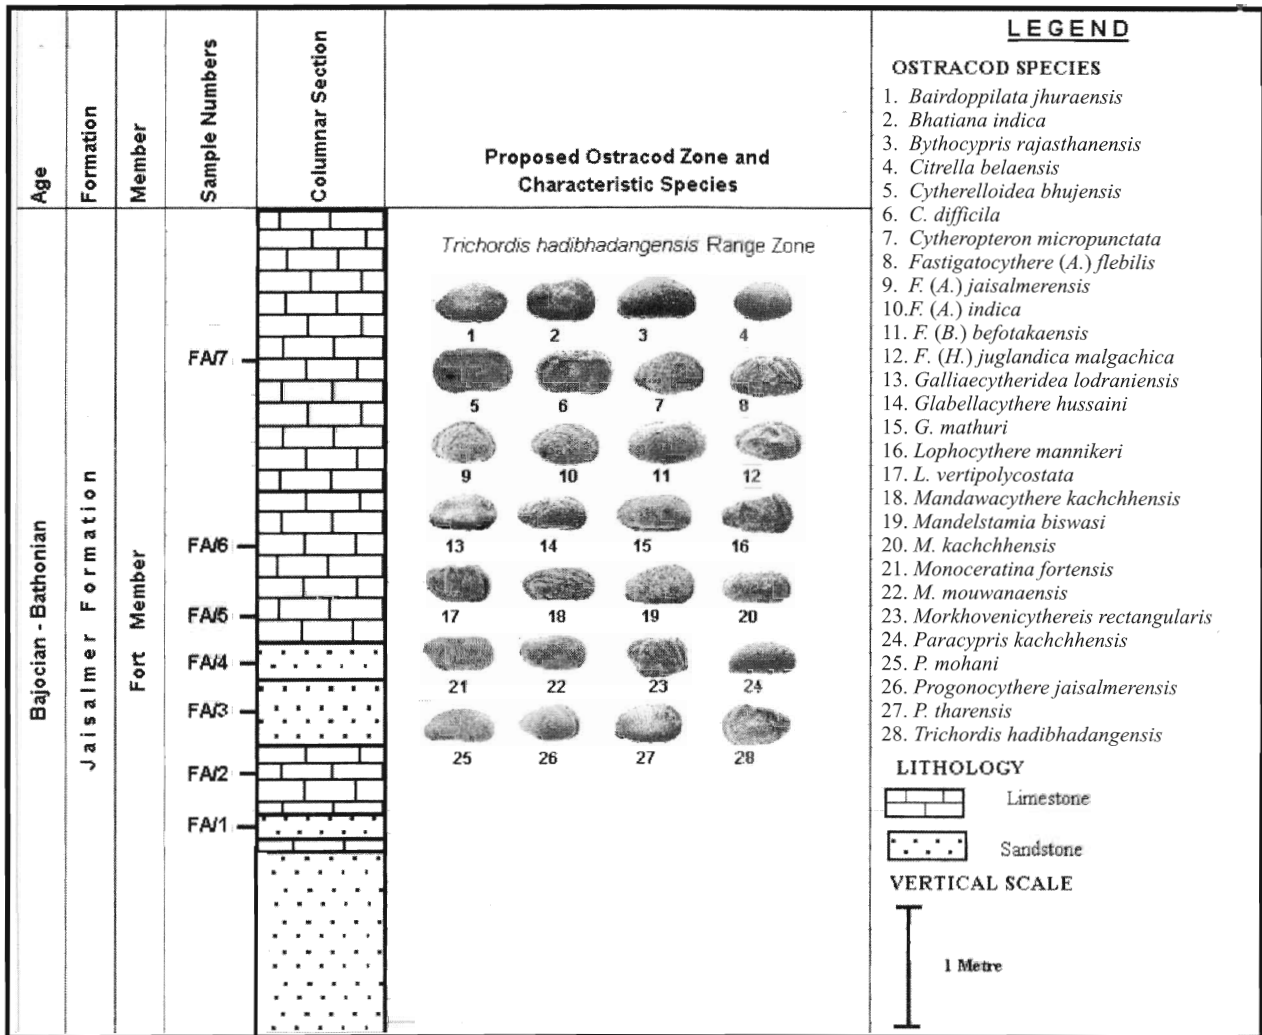 Age
Formation
Member
Sample Numbers
Columnar Section
Proposed Ostracod Zone and
Characteristic Species
Bajocian - Bathonian
Jaisalmer Formation
Fort Member
FA/7
FA/6
FA/5
FA/4
FA/3
FA/2
FA/1
Trichordis hadibhadangensis Range Zone
1 2 3 4
5 6 7 8
9 10 11 12
13 14 15 16
17 18 19 20
21 22 23 24
25 26 27 28
LEGEND
OSTRACOD SPECIES
1. Bairdoppilata jhuraensis
2. Bhatiana indica
3. Bythocypris rajasthanensis
4. Citrella belaensis
5. Cytherelloidea bhujensis
6. C. difficila
7. Cytheropteron micropunctata
8. Fastigatocythere (A.) flebilis
9. F. (A.) jaisalmerensis
10.F. (A.) indica
11. F. (B.) befotakaensis
12. F. (H.) juglandica malgachica
13. Galliaecytheridea lodraniensis
14. Glabellacythere hussaini
15. G. mathuri
16. Lophocythere mannikeri
17. L. vertipolycostata
18. Mandawacythere kachchhensis
19. Mandelstamia biswasi
20. M. kachchhensis
21. Monoceratina fortensis
22. M. mouwanaensis
23. Morkhovenicythereis rectangularis
24. Paracypris kachchhensis
25. P. mohani
26. Progonocythere jaisalmerensis
27. P. tharensis
28. Trichordis hadibhadangensis
LITHOLOGY
Limestone
Sandstone
VERTICAL SCALE
1 Metre